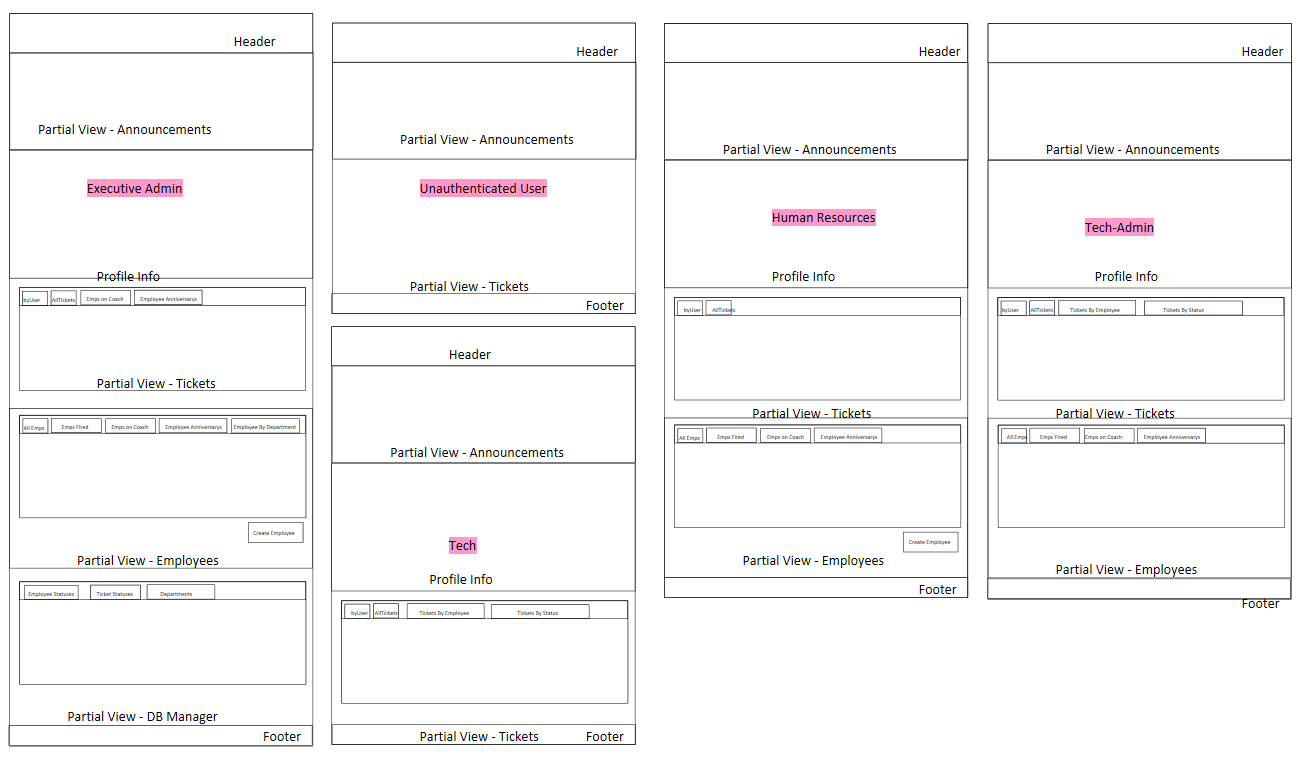 Header
Partial View - Announcements
Executive Admin
Profile Info
byUser AllTickets Emps on Coach Employee Anniversarys
Partial View - Tickets
All Emps Emps Fired Emps on Coach Employee Anniversarys Employee By Department
Create Employee
Partial View - Employees
Employee Statuses Ticket Statuses Departments
Partial View - DB Manager
Footer
Header
Partial View - Announcements
Unauthenticated User
Partial View - Tickets
Footer
Header
Partial View - Announcements
Tech
Profile Info
byUser AllTickets Tickets By Employee Tickets By Status
Partial View - Tickets Footer
Header
Partial View - Announcements
Human Resources
Profile Info
byUser AllTickets
Partial View - Tickets
All Emps Emps Fired Emps on Coach Employee Anniversarys
Create Employee
Partial View - Employees
Footer
Header
Partial View - Announcements
Tech-Admin
Profile Info
byUser AllTickets Tickets By Employee Tickets By Status
Partial View - Tickets
All Emps Emps Fired Emps on Coach Employee Anniversarys
Partial View - Employees
Footer